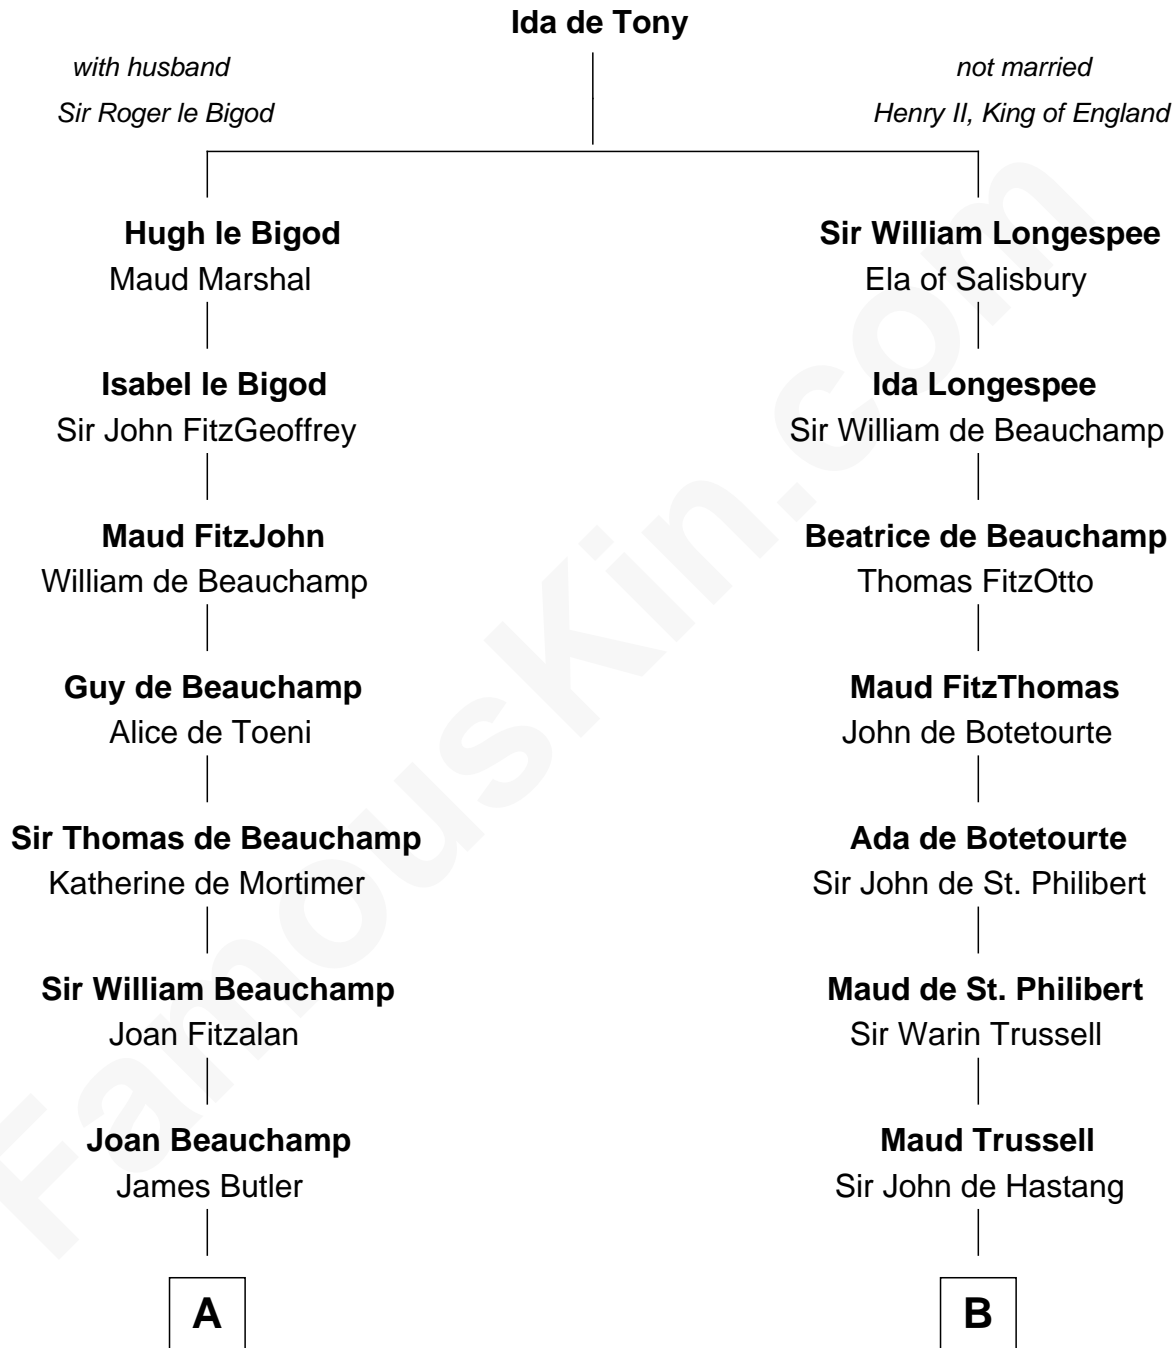 Ida de Tony
with husband
Sir Roger le Bigod
not married
Henry II, King of England
Hugh le Bigod
Maud Marshal
Sir William Longespee
Ela of Salisbury
Isabel le Bigod
Sir John FitzGeoffrey
Ida Longespee
Sir William de Beauchamp
Maud FitzJohn
William de Beauchamp
Beatrice de Beauchamp
Thomas FitzOtto
Guy de Beauchamp
Alice de Toeni
Maud FitzThomas
John de Botetourte
Sir Thomas de Beauchamp
Katherine de Mortimer
Ada de Botetourte
Sir John de St. Philibert
Sir William Beauchamp
Joan Fitzalan
Maud de St. Philibert
Sir Warin Trussell
Joan Beauchamp
James Butler
Maud Trussell
Sir John de Hastang
A
B
FamousKin.com